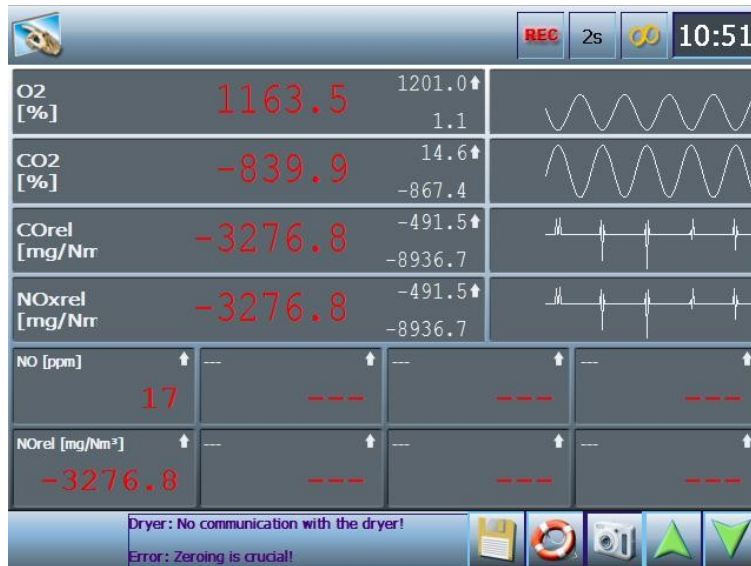 REC 2s 10:51
O2
[%]
1163.5
1201.0
1.1
CO2
[%]
-839.9
14.6
-867.4
COrel
[mg/Nm
-3276.8
-491.5
-8936.7
NOxrel
[mg/Nm
-3276.8
-491.5
-8936.7
NO [ppm] --- --- ---
17 --- --- ---
NOrel [mg/Nm³] --- --- ---
-3276.8 --- --- ---
Dryer: No communication with the dryer!
Error: Zeroing is crucial!